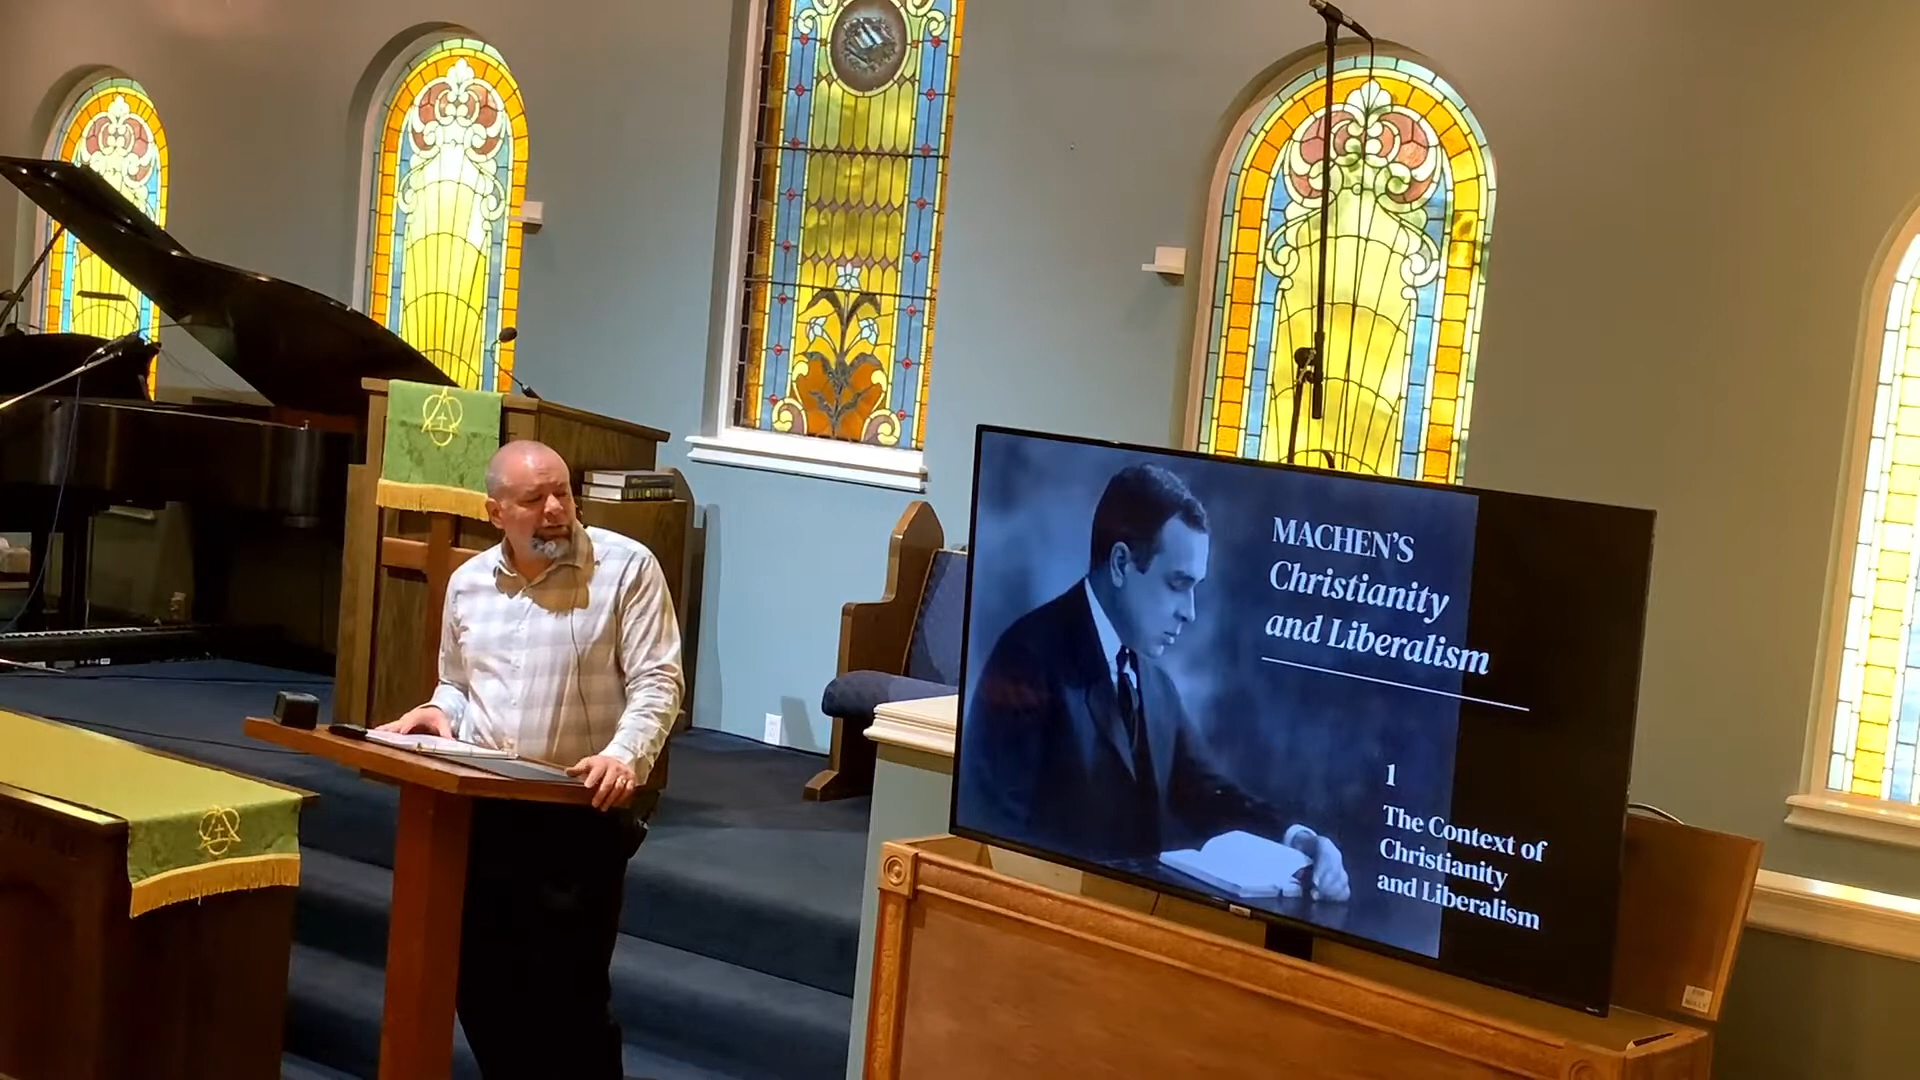 MACHEN'S
Christianity
and Liberalism
1
The Context of
Christianity
and Liberalism